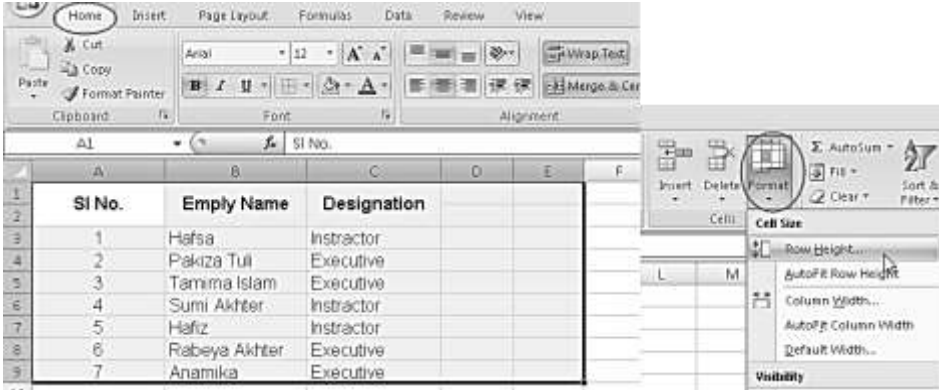 Home Insert Page Layout Formulas Data Review View
Cut
Copy
Format Painter
Paste
Arial 12 A A
B I U A
Wrap Text
Merge & Cen
Clipboard Font Alignment
A1 fx Sl No.
A B C D E F
1
2
Sl No. Emply Name Designation
3 1 Hafsa Instractor
4 2 Pakiza Tuli Executive
5 3 Tamima Islam Executive
6 4 Sumi Akhter Instractor
7 5 Hafiz Instractor
8 6 Rabeya Akhter Executive
9 7 Anamika Executive
Insert Delete Format
Σ AutoSum
Fill
Clear
Sort &
Filter
Cells
Cell Size
Row Height...
AutoFit Row Height
Column Width...
AutoFit Column Width
Default Width...
Visibility
L M